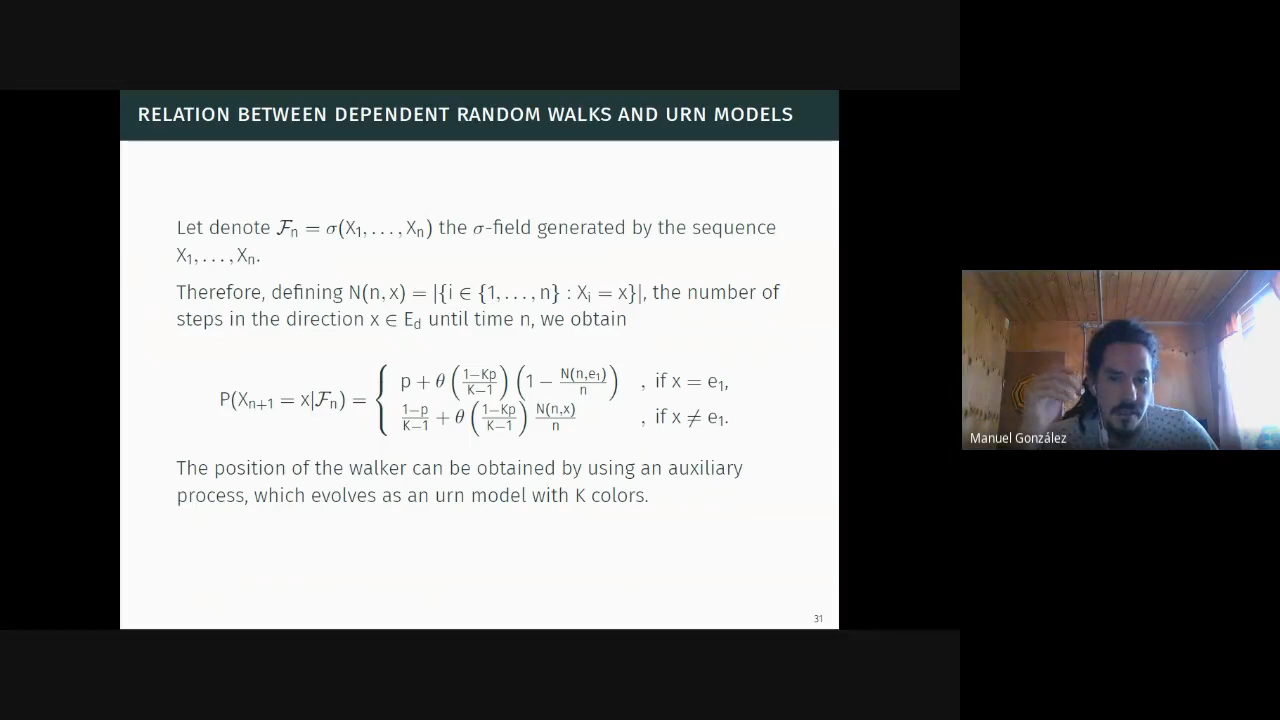 RELATION BETWEEN DEPENDENT RANDOM WALKS AND URN MODELS
Let denote ℱₙ = σ(X₁, . . . , Xₙ) the σ-field generated by the sequence
X₁, . . . , Xₙ.
Therefore, defining N(n, x) = |{i ∈ {1, . . . , n} : Xᵢ = x}|, the number of
steps in the direction x ∈ E_d until time n, we obtain
P(Xₙ₊₁ = x|ℱₙ) = { p + θ ( (1−Kp)/(K−1) ) ( 1 − N(n,e₁)/n ) , if x = e₁,
(1−p)/(K−1) + θ ( (1−Kp)/(K−1) ) N(n,x)/n , if x ≠ e₁.
The position of the walker can be obtained by using an auxiliary
process, which evolves as an urn model with K colors.
31
Manuel González